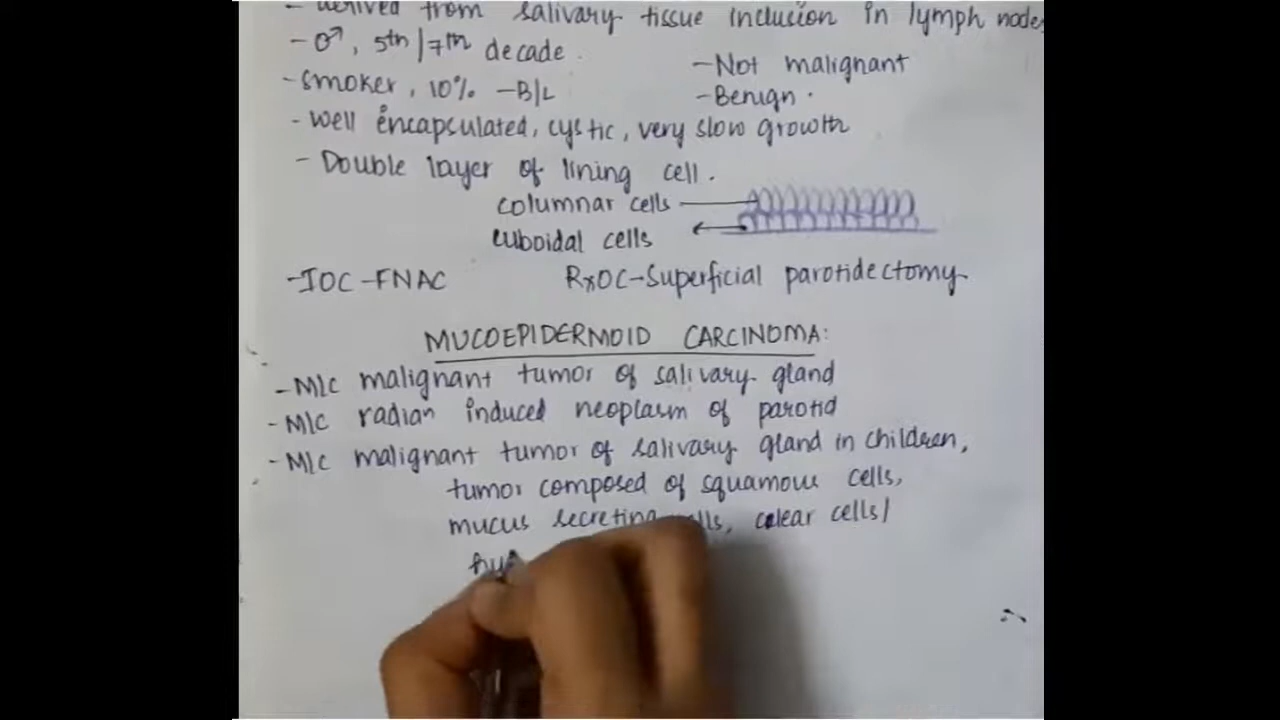 - derived from salivary tissue inclusion in lymph node
- ♂, 5th/7th decade.
- Not malignant
- smoker, 10% - B/L
- Benign.
- well encapsulated, cystic, very slow growth
- Double layer of lining cell.
columnar cells
cuboidal cells
- IOC - FNAC
RxOC - Superficial parotidectomy
MUCOEPIDERMOID CARCINOMA:
- M/C malignant tumor of salivary gland
- M/C radian induced neoplasm of parotid
- M/C malignant tumor of salivary gland in children,
tumor composed of squamous cells,
mucus secreting cells, clear cells/